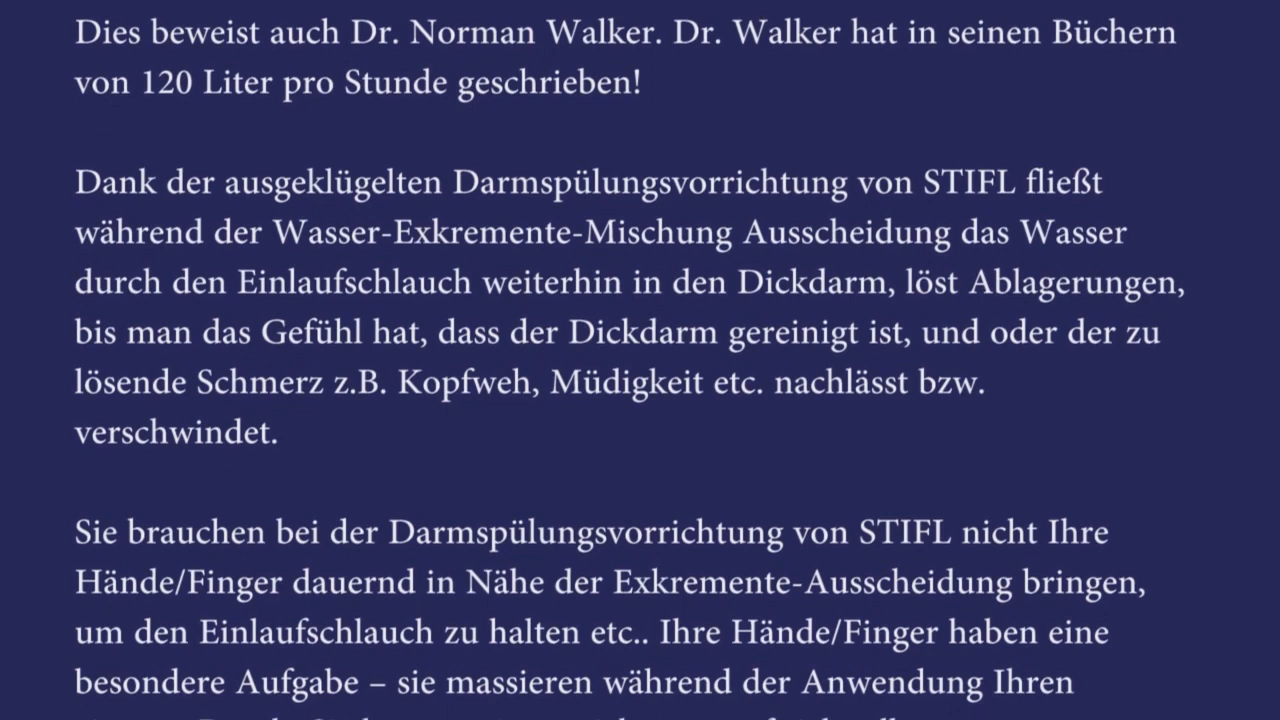 Dies beweist auch Dr. Norman Walker. Dr. Walker hat in seinen Büchern
von 120 Liter pro Stunde geschrieben!
Dank der ausgeklügelten Darmspülungsvorrichtung von STIFL fließt
während der Wasser-Exkremente-Mischung Ausscheidung das Wasser
durch den Einlaufschlauch weiterhin in den Dickdarm, löst Ablagerungen,
bis man das Gefühl hat, dass der Dickdarm gereinigt ist, und oder der zu
lösende Schmerz z.B. Kopfweh, Müdigkeit etc. nachlässt bzw.
verschwindet.
Sie brauchen bei der Darmspülungsvorrichtung von STIFL nicht Ihre
Hände/Finger dauernd in Nähe der Exkremente-Ausscheidung bringen,
um den Einlaufschlauch zu halten etc.. Ihre Hände/Finger haben eine
besondere Aufgabe – sie massieren während der Anwendung Ihren